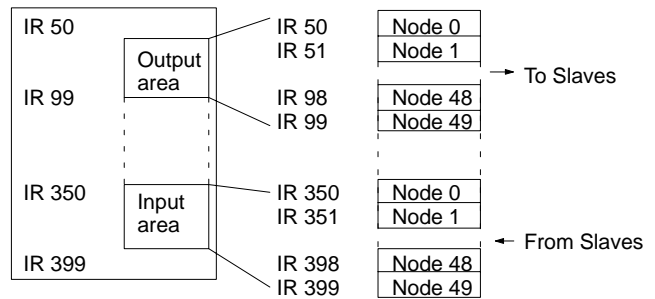 IR 50 IR 50 Node 0
IR 51 Node 1
Output
area
To Slaves
IR 99 IR 98 Node 48
IR 99 Node 49
IR 350 IR 350 Node 0
Input
area
IR 351 Node 1
From Slaves
IR 399 IR 398 Node 48
IR 399 Node 49